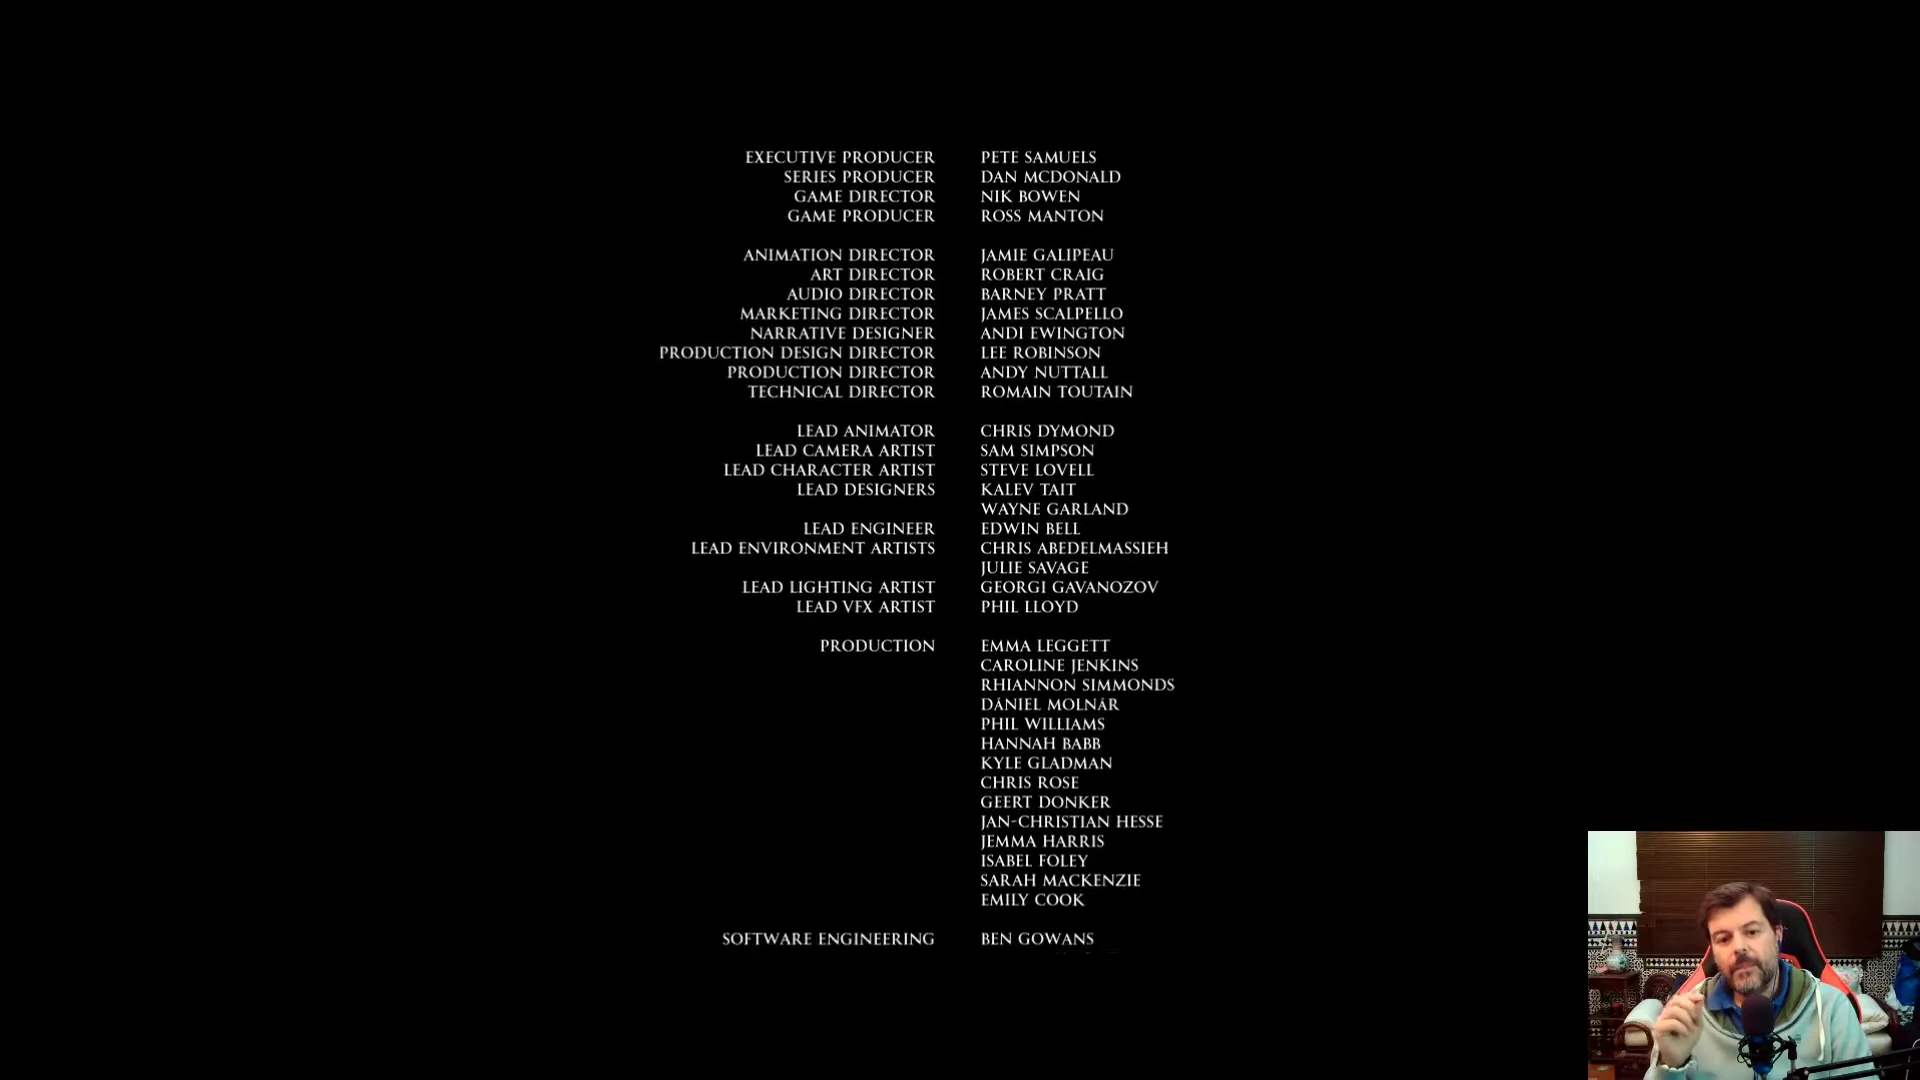 EXECUTIVE PRODUCER PETE SAMUELS
SERIES PRODUCER DAN MCDONALD
GAME DIRECTOR NIK BOWEN
GAME PRODUCER ROSS MANTON
ANIMATION DIRECTOR JAMIE GALIPEAU
ART DIRECTOR ROBERT CRAIG
AUDIO DIRECTOR BARNEY PRATT
MARKETING DIRECTOR JAMES SCALPELLO
NARRATIVE DESIGNER ANDI EWINGTON
PRODUCTION DESIGN DIRECTOR LEE ROBINSON
PRODUCTION DIRECTOR ANDY NUTTALL
TECHNICAL DIRECTOR ROMAIN TOUTAIN
LEAD ANIMATOR CHRIS DYMOND
LEAD CAMERA ARTIST SAM SIMPSON
LEAD CHARACTER ARTIST STEVE LOVELL
LEAD DESIGNERS KALEV TAIT
WAYNE GARLAND
LEAD ENGINEER EDWIN BELL
LEAD ENVIRONMENT ARTISTS CHRIS ABEDELMASSIEH
JULIE SAVAGE
LEAD LIGHTING ARTIST GEORGI GAVANOZOV
LEAD VFX ARTIST PHIL LLOYD
PRODUCTION EMMA LEGGETT
CAROLINE JENKINS
RHIANNON SIMMONDS
DÁNIEL MOLNÁR
PHIL WILLIAMS
HANNAH BABB
KYLE GLADMAN
CHRIS ROSE
GEERT DONKER
JAN-CHRISTIAN HESSE
JEMMA HARRIS
ISABEL FOLEY
SARAH MACKENZIE
EMILY COOK
SOFTWARE ENGINEERING BEN GOWANS